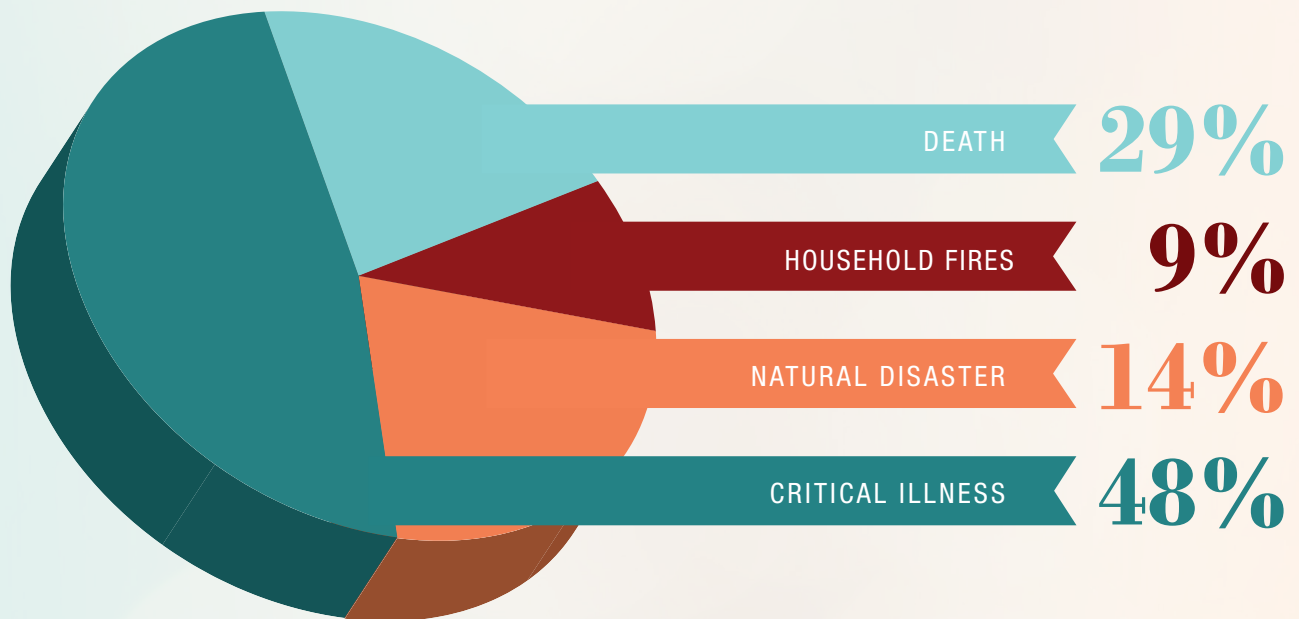 DEATH 29%
HOUSEHOLD FIRES 9%
NATURAL DISASTER 14%
CRITICAL ILLNESS 48%